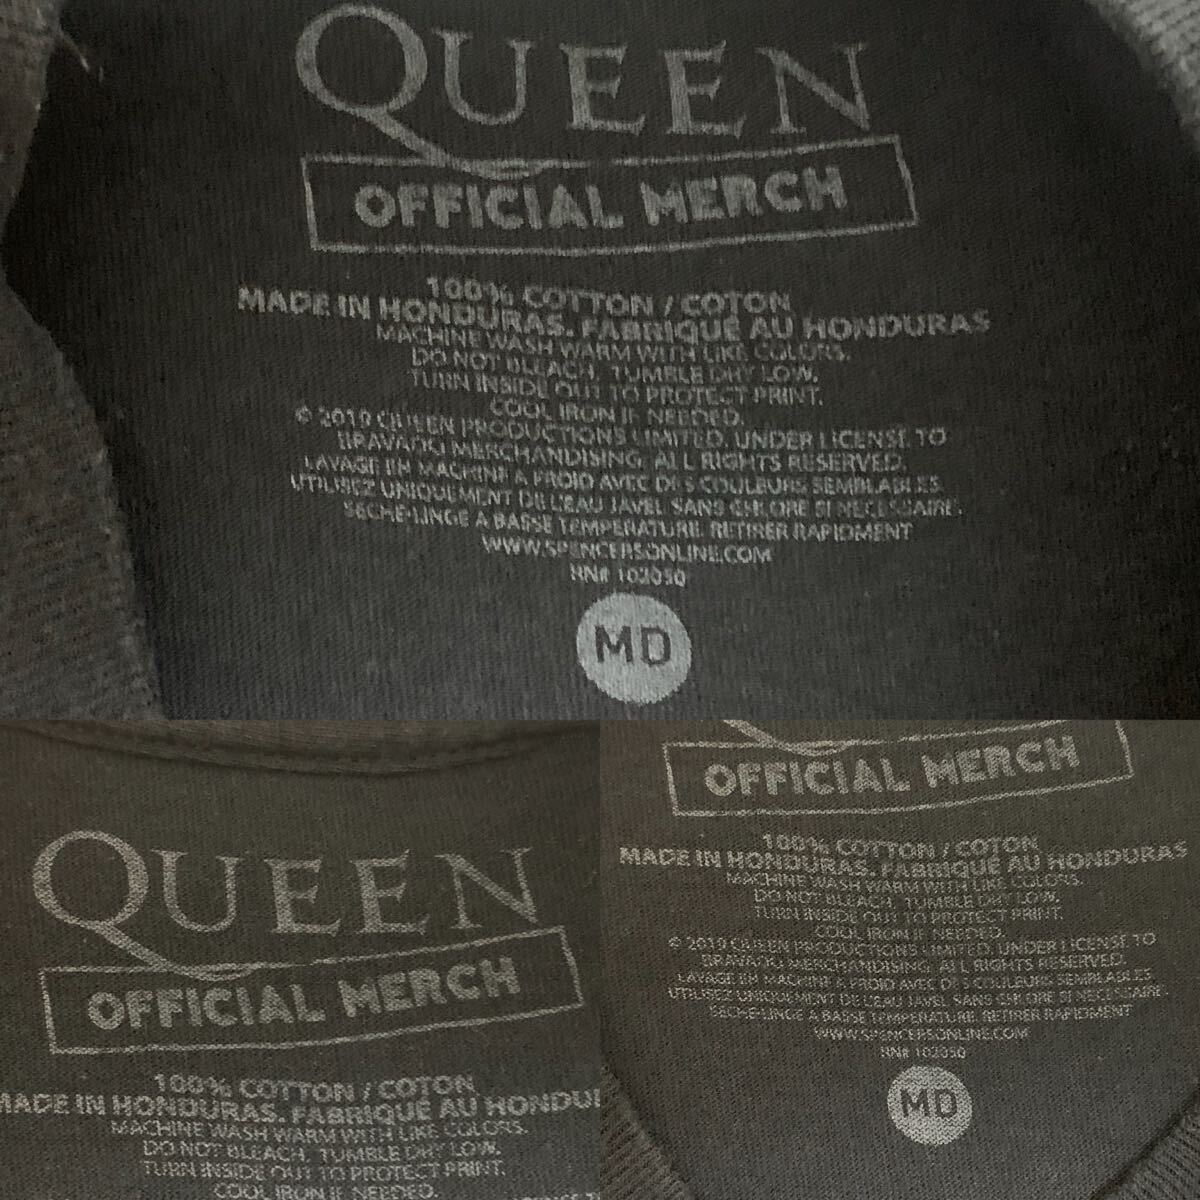 QUEEN
OFFICIAL MERCH
100% COTTON / COTON
MADE IN HONDURAS. FABRIQUÉ AU HONDURAS
MACHINE WASH WARM WITH LIKE COLORS.
DO NOT BLEACH. TUMBLE DRY LOW.
TURN INSIDE OUT TO PROTECT PRINT.
COOL IRON IF NEEDED.
© 2019 QUEEN PRODUCTIONS LIMITED. UNDER LICENSE TO
BRAVADO MERCHANDISING. ALL RIGHTS RESERVED.
LAVAGE EN MACHINE A FROID AVEC DES COULEURS SEMBLABLES.
UTILISEZ UNIQUEMENT DE L'EAU JAVEL SANS CHLORE SI NECESSAIRE.
SECHE-LINGE A BASSE TEMPERATURE. RETIRER RAPIDMENT
WWW.SPENCERSONLINE.COM
RN# 102050
MD
QUEEN
OFFICIAL MERCH
100% COTTON / COTON
MADE IN HONDURAS. FABRIQUÉ AU HONDU
MACHINE WASH WARM WITH LIKE COLORS.
DO NOT BLEACH. TUMBLE DRY LOW.
TURN INSIDE OUT TO PROTECT PRINT.
COOL IRON IF NEEDED.
OFFICIAL MERCH
100% COTTON / COTON
MADE IN HONDURAS. FABRIQUÉ AU HONDURAS
MACHINE WASH WARM WITH LIKE COLORS.
DO NOT BLEACH. TUMBLE DRY LOW.
TURN INSIDE OUT TO PROTECT PRINT.
COOL IRON IF NEEDED.
© 2019 QUEEN PRODUCTIONS LIMITED. UNDER LICENSE TO
BRAVADO MERCHANDISING. ALL RIGHTS RESERVED.
LAVAGE EN MACHINE A FROID AVEC DES COULEURS SEMBLABLES.
UTILISEZ UNIQUEMENT DE L'EAU JAVEL SANS CHLORE SI NECESSAIRE.
SECHE-LINGE A BASSE TEMPERATURE. RETIRER RAPIDMENT
WWW.SPENCERSONLINE.COM
RN# 102050
MD